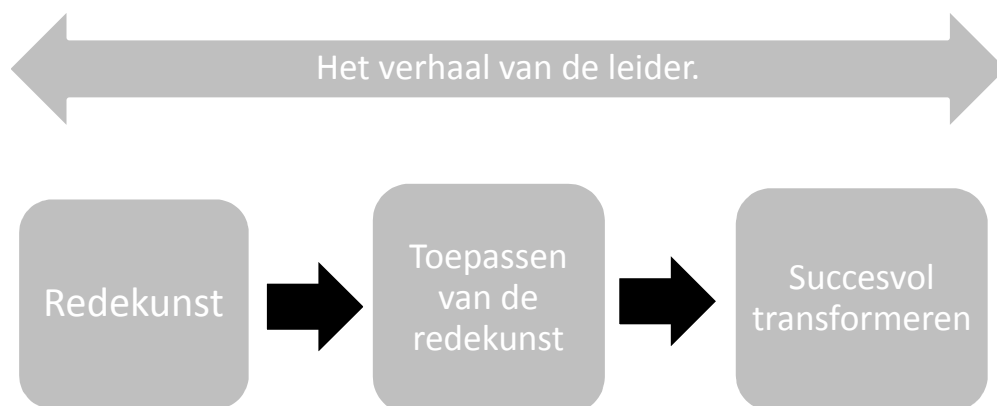 Het verhaal van de leider.
Redekunst
Toepassen
van de
redekunst
Succesvol
transformeren